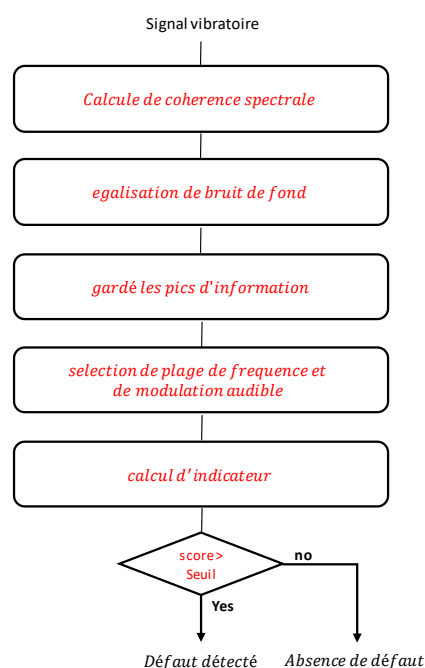 Signal vibratoire
Calcule de coherence spectrale
egalisation de bruit de fond
gardé les pics d'information
selection de plage de frequence et
de modulation audible
calcul d'indicateur
score>
Seuil
no
Yes
Défaut détecté
Absence de défaut